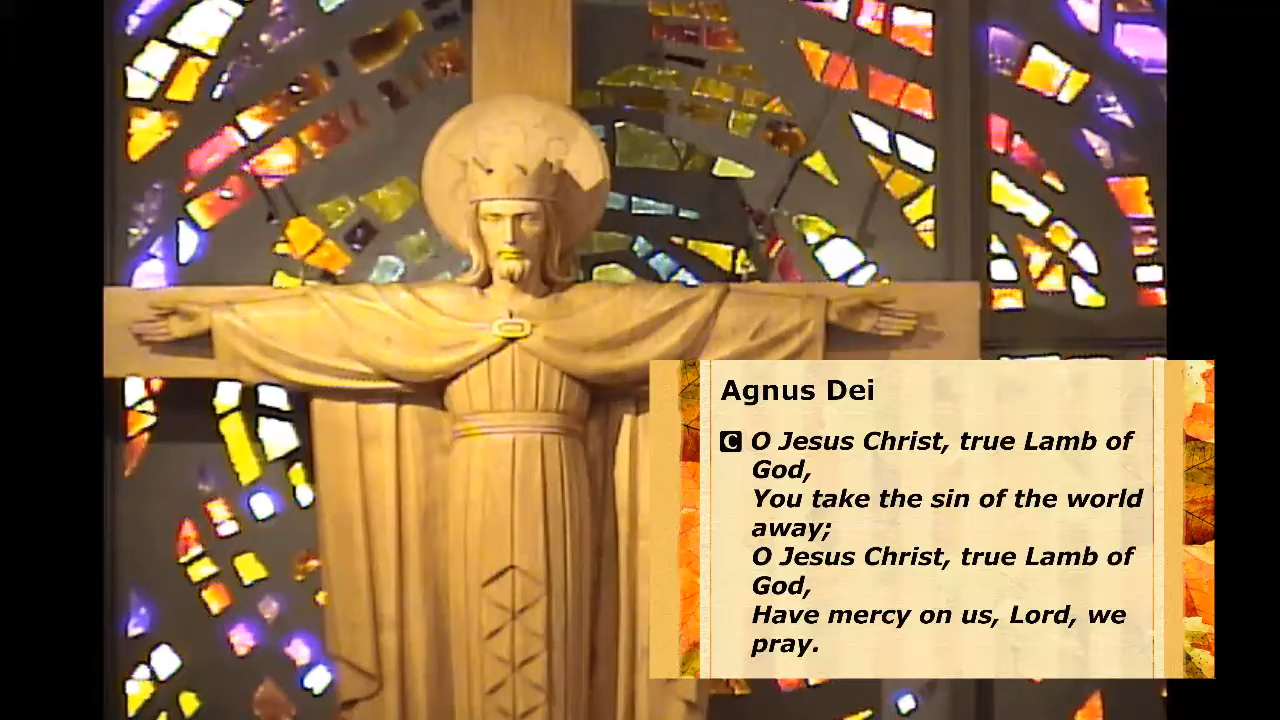 Agnus Dei
C O Jesus Christ, true Lamb of
God,
You take the sin of the world
away;
O Jesus Christ, true Lamb of
God,
Have mercy on us, Lord, we
pray.